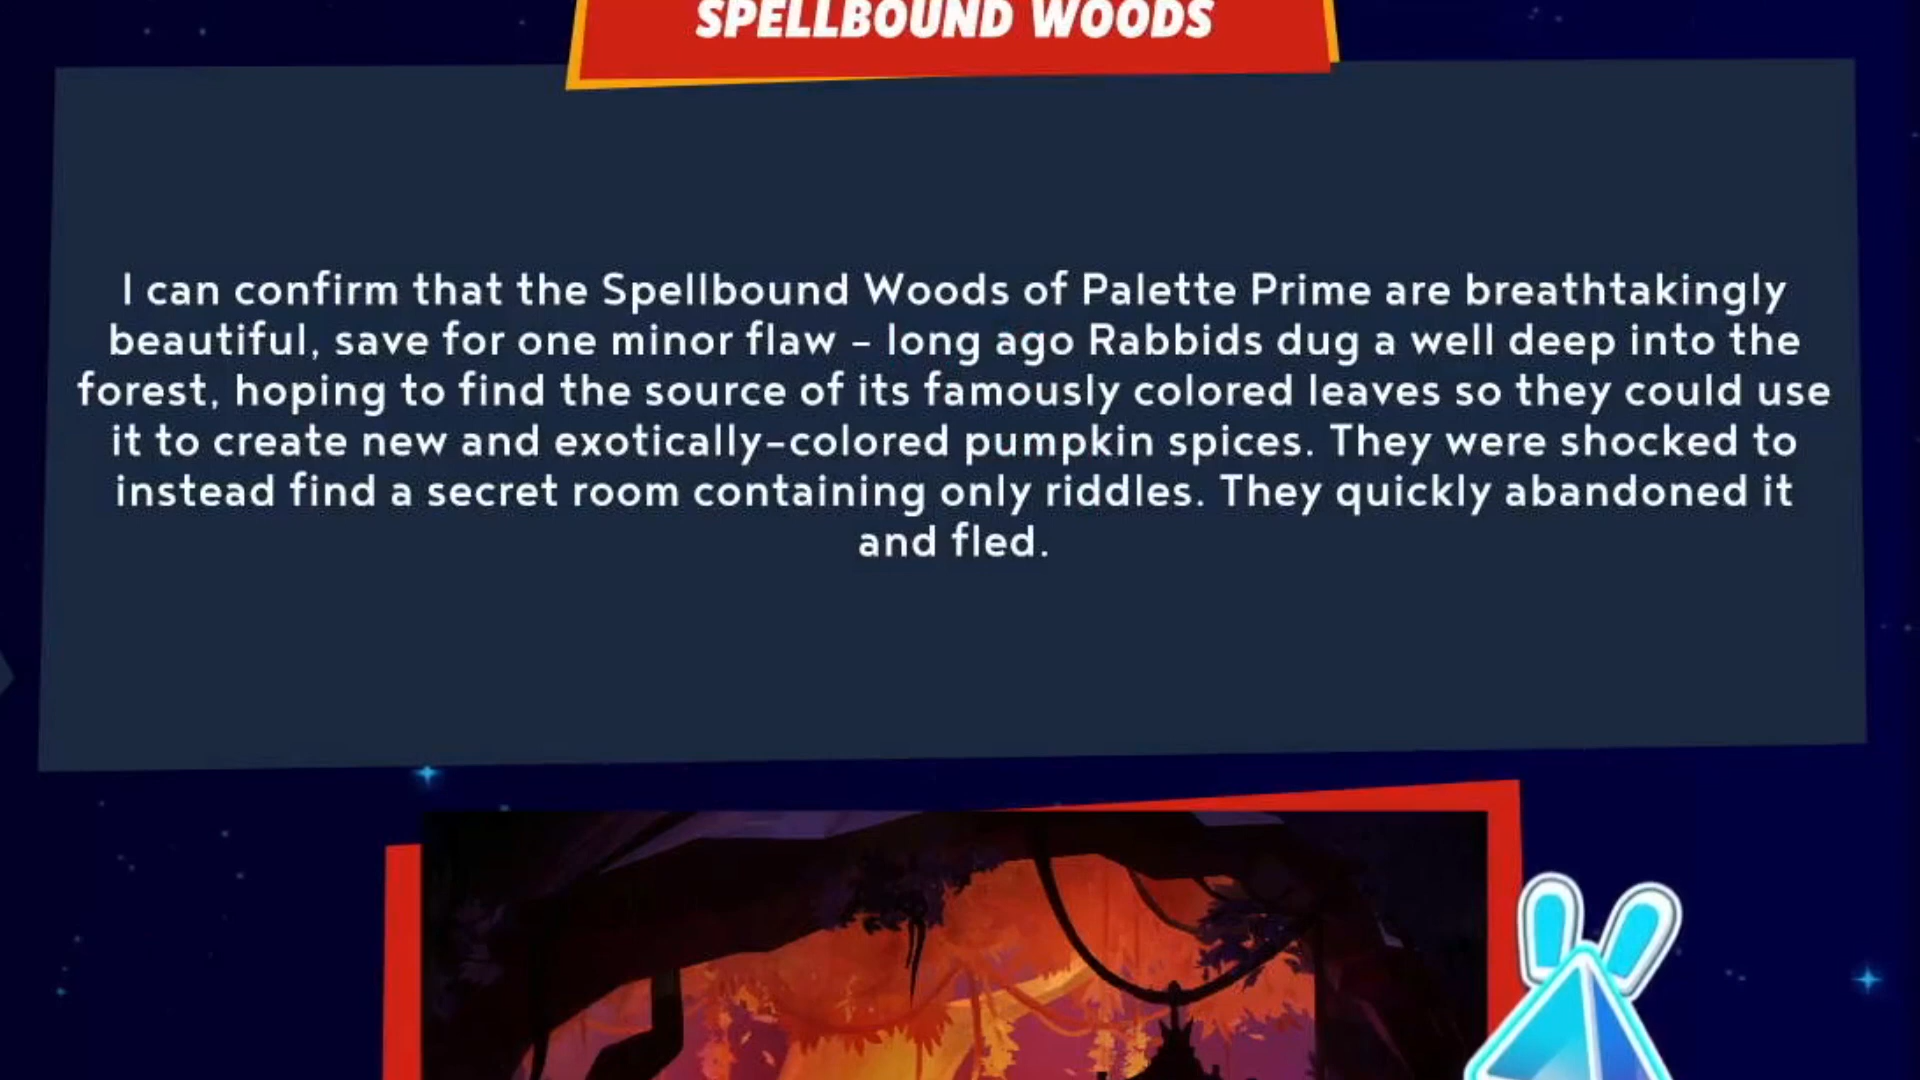 SPELLBOUND WOODS
I can confirm that the Spellbound Woods of Palette Prime are breathtakingly
beautiful, save for one minor flaw – long ago Rabbids dug a well deep into the
forest, hoping to find the source of its famously colored leaves so they could use
it to create new and exotically-colored pumpkin spices. They were shocked to
instead find a secret room containing only riddles. They quickly abandoned it
and fled.